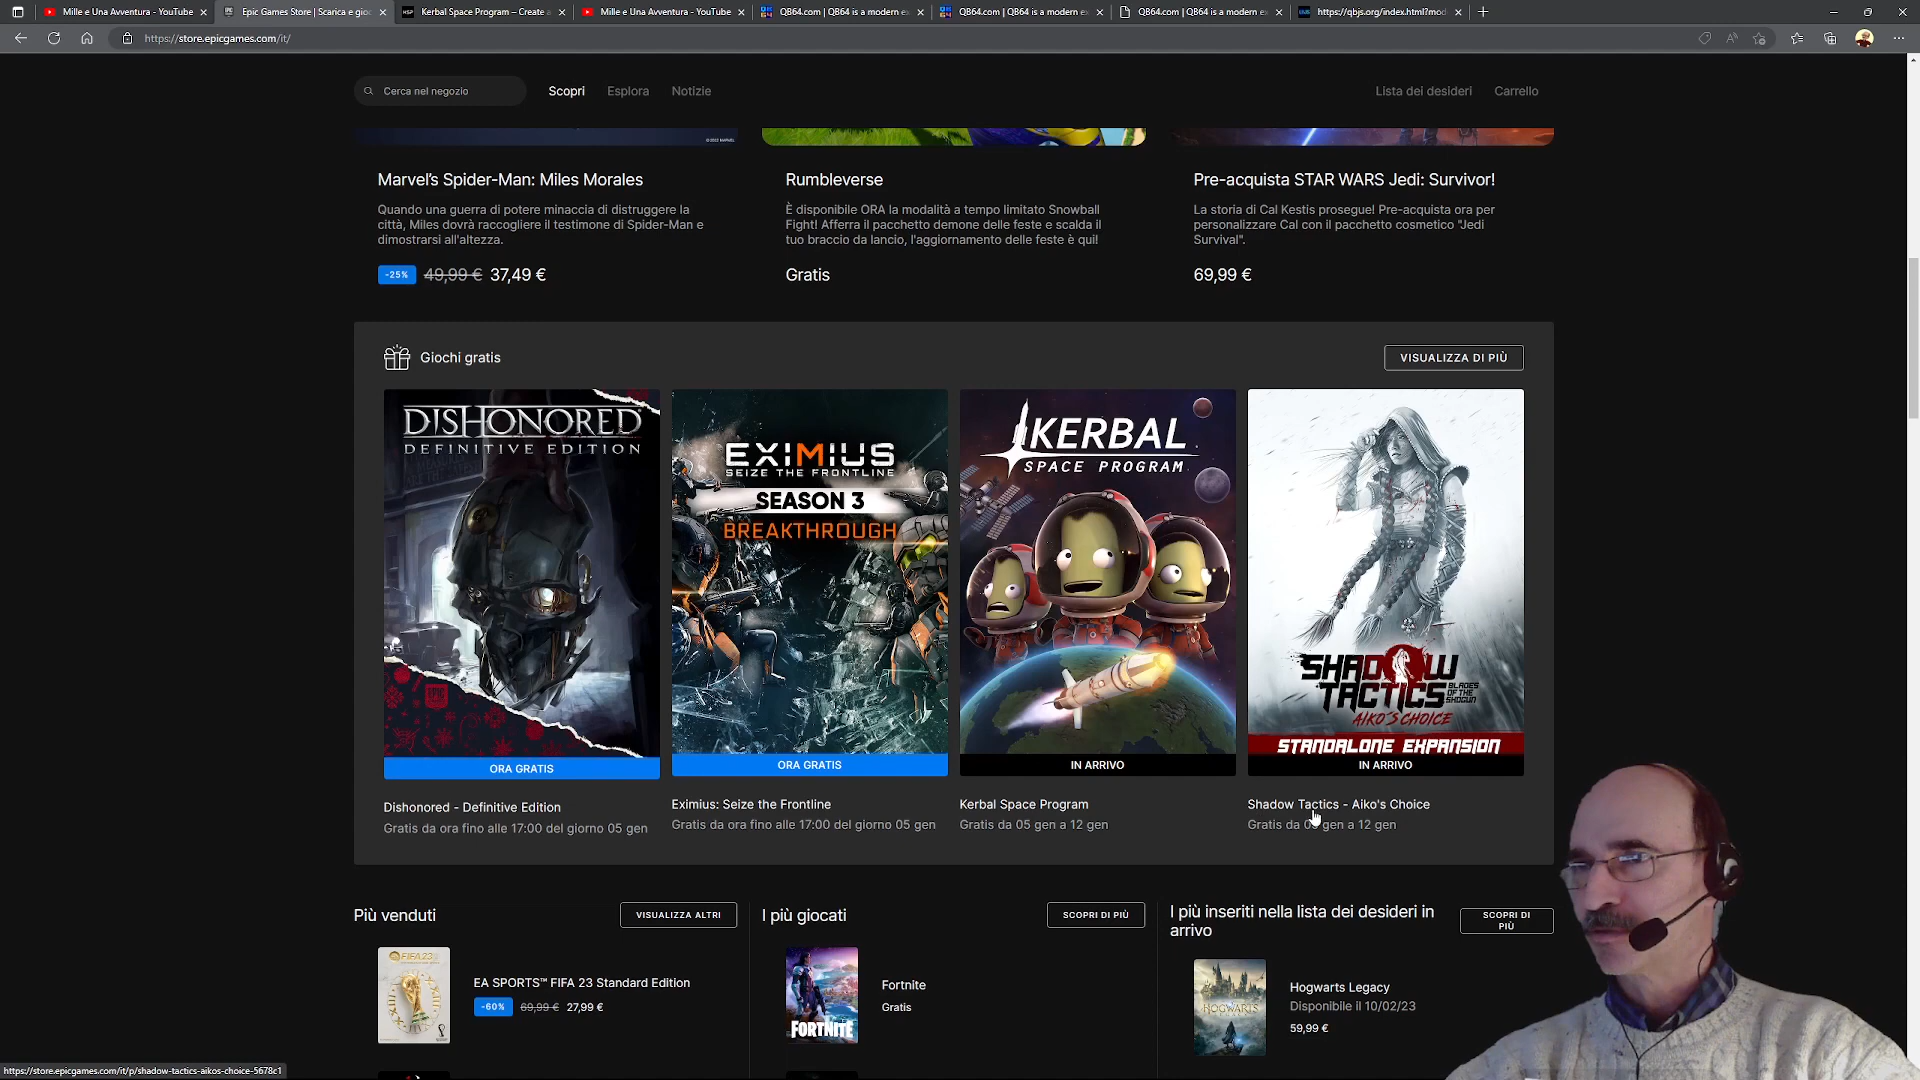 Mille e Una Avventura - YouTube
Epic Games Store | Scarica e gioc
Kerbal Space Program – Create a
Mille e Una Avventura - YouTube
QB64.com | QB64 is a modern ex
QB64.com | QB64 is a modern ex
QB64.com | QB64 is a modern ex
https://qbjs.org/index.html?mod
https://store.epicgames.com/it/
Cerca nel negozio
Scopri
Esplora
Notizie
Lista dei desideri
Carrello
Marvel's Spider-Man: Miles Morales
Quando una guerra di potere minaccia di distruggere la
città, Miles dovrà raccogliere il testimone di Spider-Man e
dimostrarsi all'altezza.
-25% 49,99 € 37,49 €
Rumbleverse
È disponibile ORA la modalità a tempo limitato Snowball
Fight! Afferra il pacchetto demone delle feste e scalda il
tuo braccio da lancio, l'aggiornamento delle feste è qui!
Gratis
Pre-acquista STAR WARS Jedi: Survivor!
La storia di Cal Kestis prosegue! Pre-acquista ora per
personalizzare Cal con il pacchetto cosmetico "Jedi
Survival".
69,99 €
Giochi gratis
VISUALIZZA DI PIÙ
DISHONORED
DEFINITIVE EDITION
ORA GRATIS
Dishonored - Definitive Edition
Gratis da ora fino alle 17:00 del giorno 05 gen
EXIMIUS
SEIZE THE FRONTLINE
SEASON 3
BREAKTHROUGH
ORA GRATIS
Eximius: Seize the Frontline
Gratis da ora fino alle 17:00 del giorno 05 gen
KERBAL
SPACE PROGRAM
IN ARRIVO
Kerbal Space Program
Gratis da 05 gen a 12 gen
SHADOW
TACTICS
BLADES
OF THE
SHOGUN
AIKO'S CHOICE
STANDALONE EXPANSION
IN ARRIVO
Shadow Tactics - Aiko's Choice
Gratis da gen a 12 gen
Più venduti
VISUALIZZA ALTRI
FIFA 23
EA SPORTS™ FIFA 23 Standard Edition
-60% 69,99 € 27,99 €
I più giocati
SCOPRI DI PIÙ
FORTNITE
Fortnite
Gratis
I più inseriti nella lista dei desideri in
arrivo
SCOPRI DI
PIÙ
HOGWARTS
Hogwarts Legacy
Disponibile il 10/02/23
59,99 €
https://store.epicgames.com/it/p/shadow-tactics-aikos-choice-5678c1